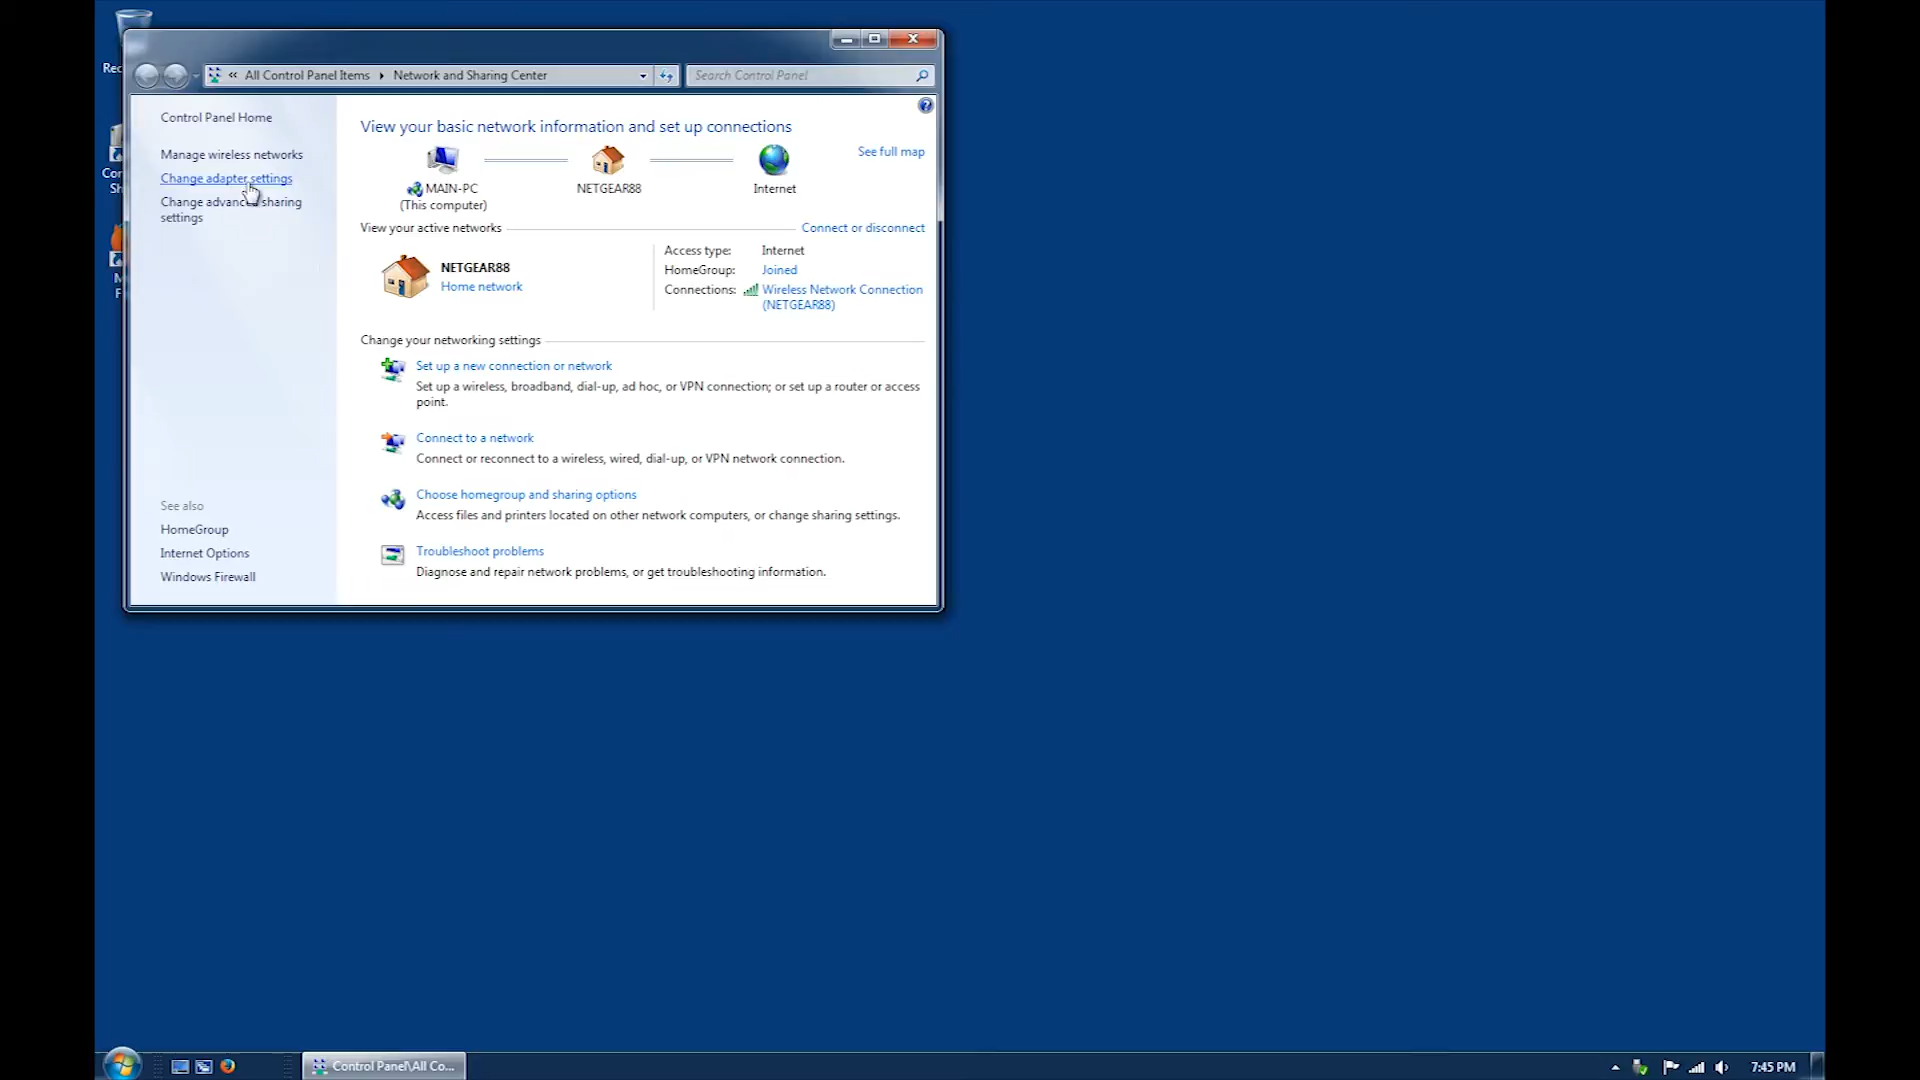 Rec
Co
Sh
M
F
« All Control Panel Items ▸ Network and Sharing Center
Search Control Panel
Control Panel Home
Manage wireless networks
Change adapter settings
Change advanced sharing
settings
See also
HomeGroup
Internet Options
Windows Firewall
View your basic network information and set up connections
See full map
MAIN-PC
(This computer)
NETGEAR88
Internet
View your active networks
Connect or disconnect
NETGEAR88
Home network
Access type: Internet
HomeGroup: Joined
Connections: Wireless Network Connection
(NETGEAR88)
Change your networking settings
Set up a new connection or network
Set up a wireless, broadband, dial-up, ad hoc, or VPN connection; or set up a router or access
point.
Connect to a network
Connect or reconnect to a wireless, wired, dial-up, or VPN network connection.
Choose homegroup and sharing options
Access files and printers located on other network computers, or change sharing settings.
Troubleshoot problems
Diagnose and repair network problems, or get troubleshooting information.
Control Panel\All Co...
7:45 PM